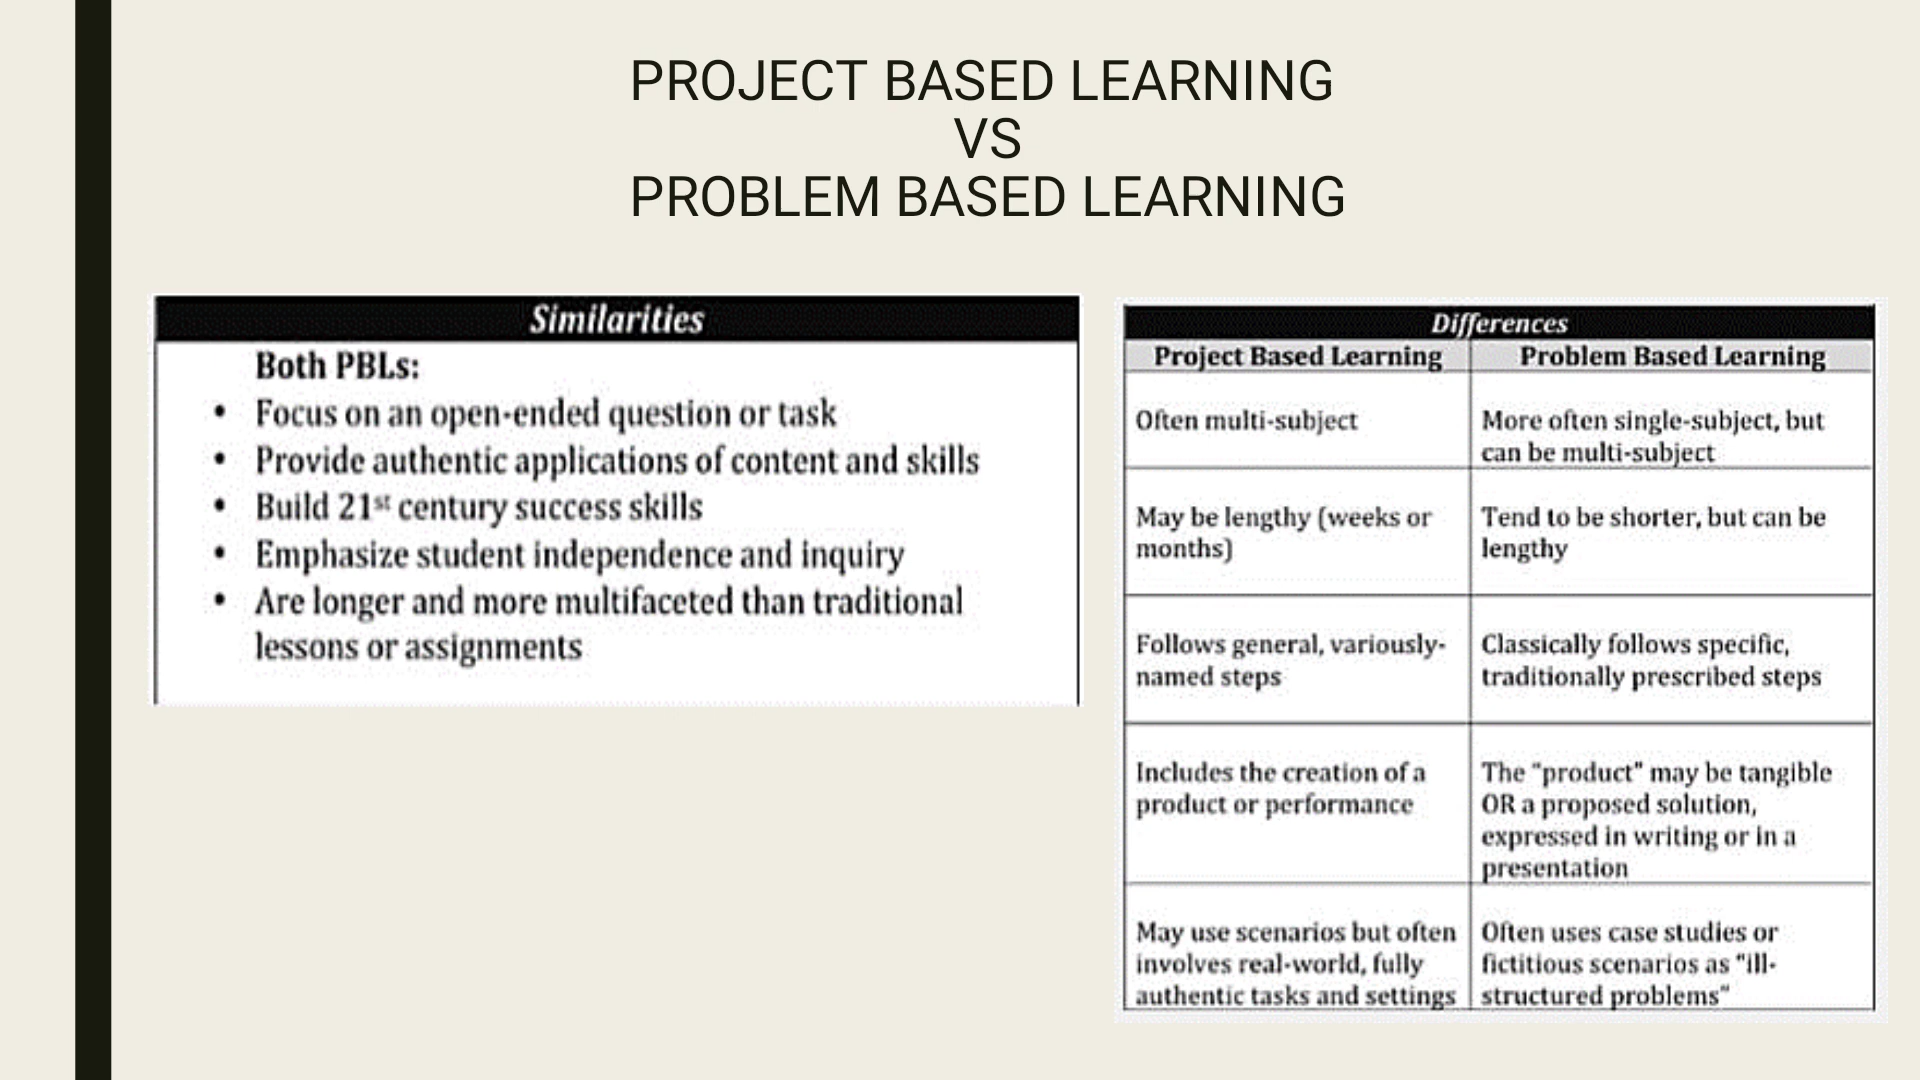 PROJECT BASED LEARNING
VS
PROBLEM BASED LEARNING
Similarities
Both PBLs:
• Focus on an open-ended question or task
• Provide authentic applications of content and skills
• Build 21st century success skills
• Emphasize student independence and inquiry
• Are longer and more multifaceted than traditional
lessons or assignments
Differences
Project Based Learning
Problem Based Learning
Often multi-subject
More often single-subject, but
can be multi-subject
May be lengthy (weeks or
months)
Tend to be shorter, but can be
lengthy
Follows general, variously-
named steps
Classically follows specific,
traditionally prescribed steps
Includes the creation of a
product or performance
The "product" may be tangible
OR a proposed solution,
expressed in writing or in a
presentation
May use scenarios but often
involves real-world, fully
authentic tasks and settings
Often uses case studies or
fictitious scenarios as "ill-
structured problems"